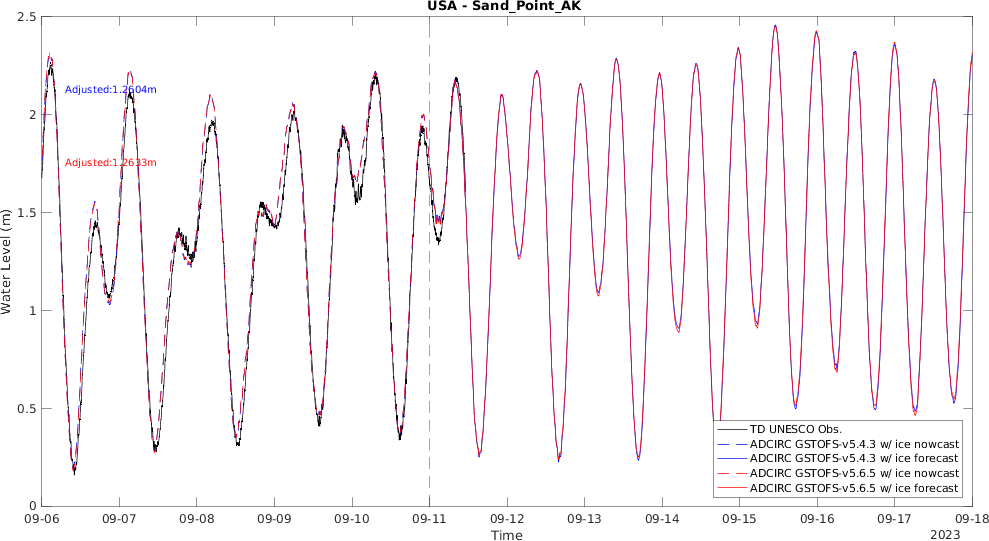 USA - Sand_Point_AK
Water Level (m)
2.5
2
1.5
1
0.5
0
Adjusted:1.2604m
Adjusted:1.2633m
TD UNESCO Obs.
ADCIRC GSTOFS-v5.4.3 w/ ice nowcast
ADCIRC GSTOFS-v5.4.3 w/ ice forecast
ADCIRC GSTOFS-v5.6.5 w/ ice nowcast
ADCIRC GSTOFS-v5.6.5 w/ ice forecast
09-06 09-07 09-08 09-09 09-10 09-11 09-12 09-13 09-14 09-15 09-16 09-17 09-18
Time
2023